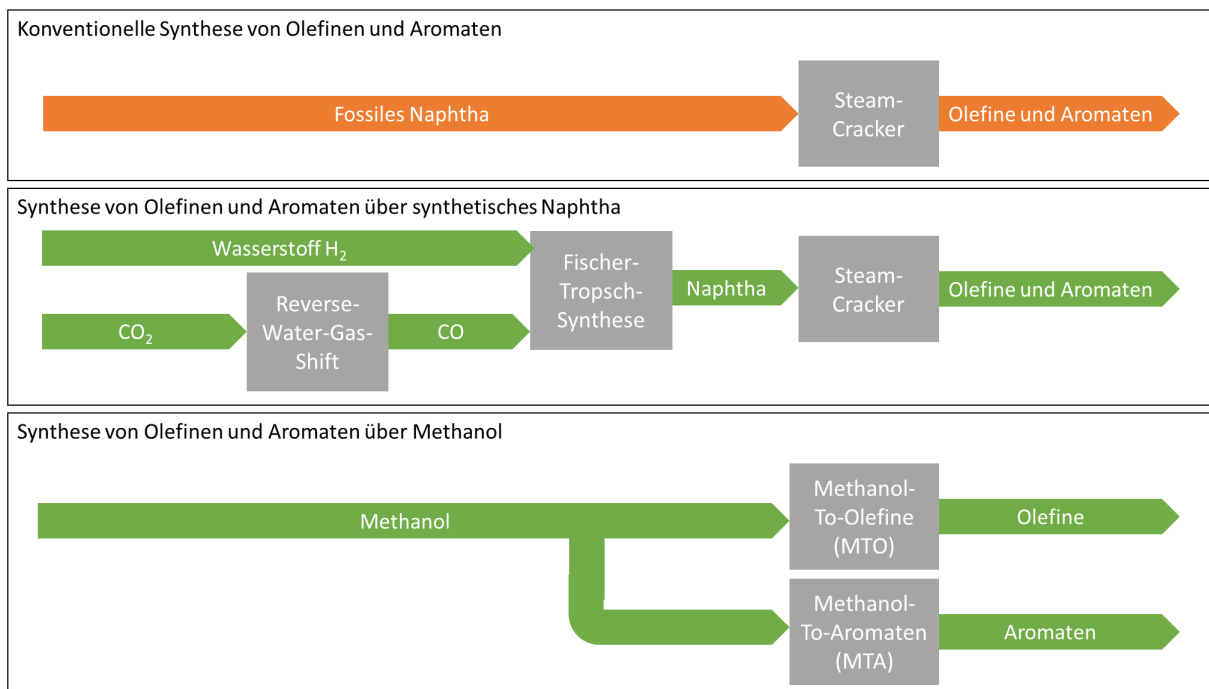 Konventionelle Synthese von Olefinen und Aromaten
Fossiles Naphtha
Steam-
Cracker
Olefine und Aromaten
Synthese von Olefinen und Aromaten über synthetisches Naphtha
Wasserstoff H₂
CO₂
Reverse-
Water-Gas-
Shift
CO
Fischer-
Tropsch-
Synthese
Naphtha
Steam-
Cracker
Olefine und Aromaten
Synthese von Olefinen und Aromaten über Methanol
Methanol
Methanol-
To-Olefine
(MTO)
Olefine
Methanol-
To-Aromaten
(MTA)
Aromaten